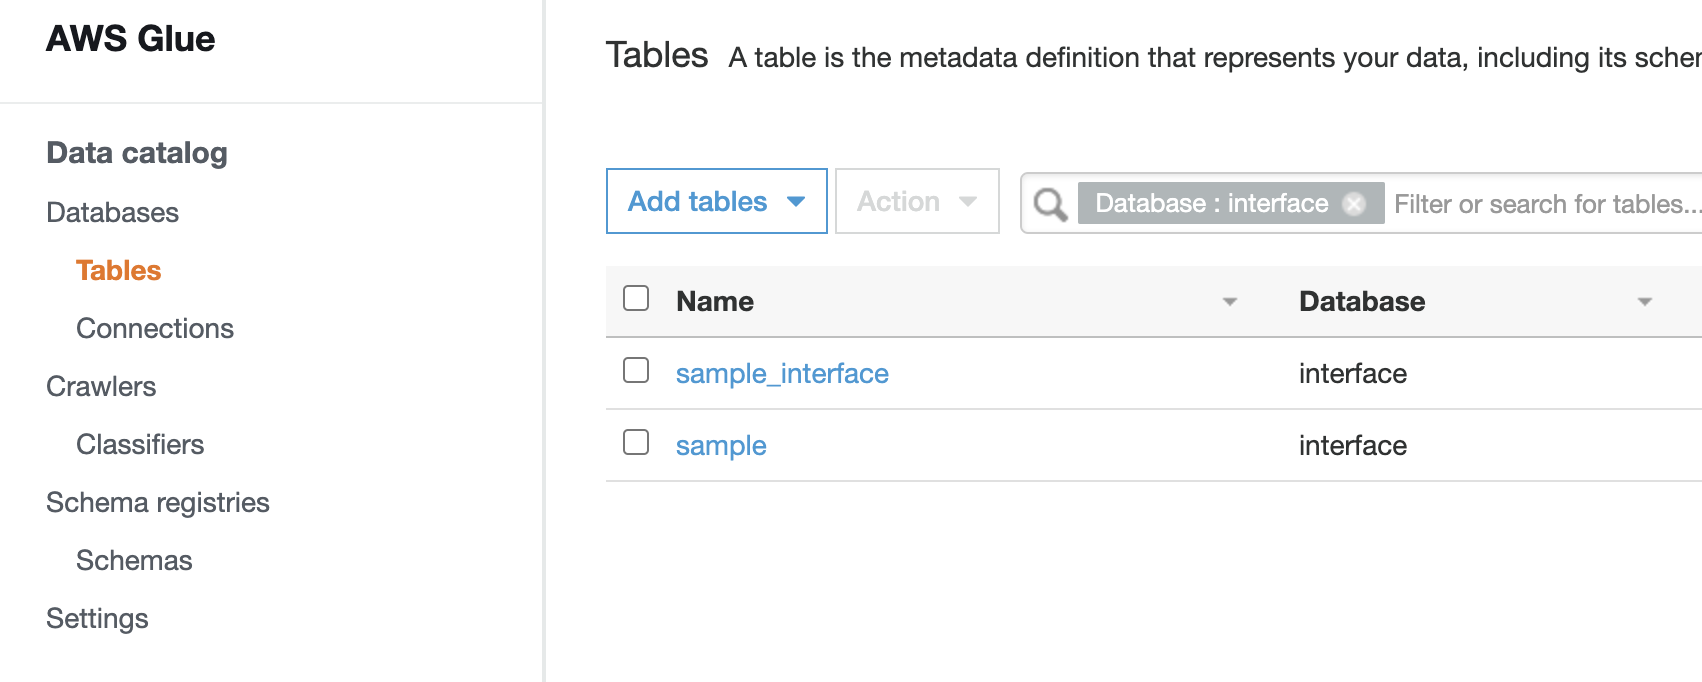 AWS Glue
Data catalog
Databases
Tables
Connections
Crawlers
Classifiers
Schema registries
Schemas
Settings
Tables A table is the metadata definition that represents your data, including its
Add tables Action Database : interface Filter or search for tables...
Name Database
sample_interface interface
sample interface